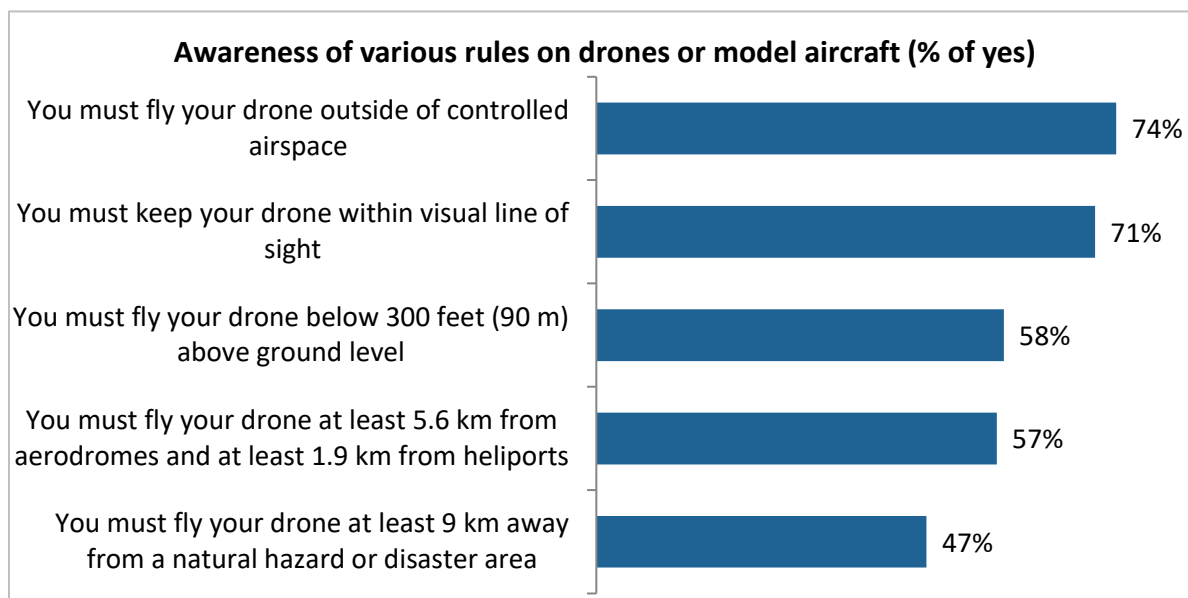 Awareness of various rules on drones or model aircraft (% of yes)
You must fly your drone outside of controlled
airspace
74%
You must keep your drone within visual line of
sight
71%
You must fly your drone below 300 feet (90 m)
above ground level
58%
You must fly your drone at least 5.6 km from
aerodromes and at least 1.9 km from heliports
57%
You must fly your drone at least 9 km away
from a natural hazard or disaster area
47%